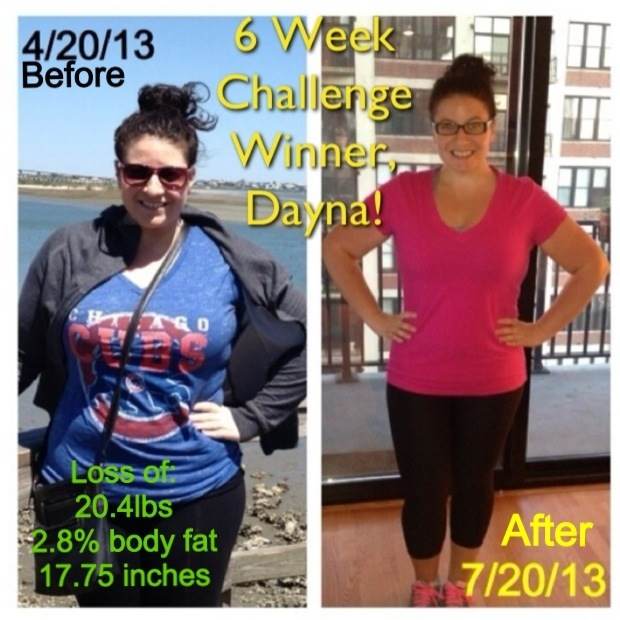 4/20/13
Before
6 Week
Challenge
Winner,
Dayna!
CHICAGO
CUBS
Loss of:
20.4lbs
2.8% body fat
17.75 inches
After
7/20/13